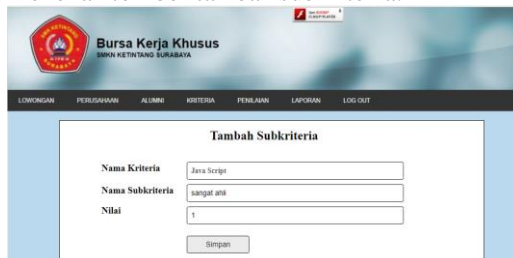 Bursa Kerja Khusus
SMKN KETINTANG SURABAYA
LOWONGAN PERUSAHAAN ALUMNI KRITERIA PENILAIAN LAPORAN LOG OUT
Tambah Subkriteria
Nama Kriteria Java Script
Nama Subkriteria sangat ahli
Nilai 1
Simpan